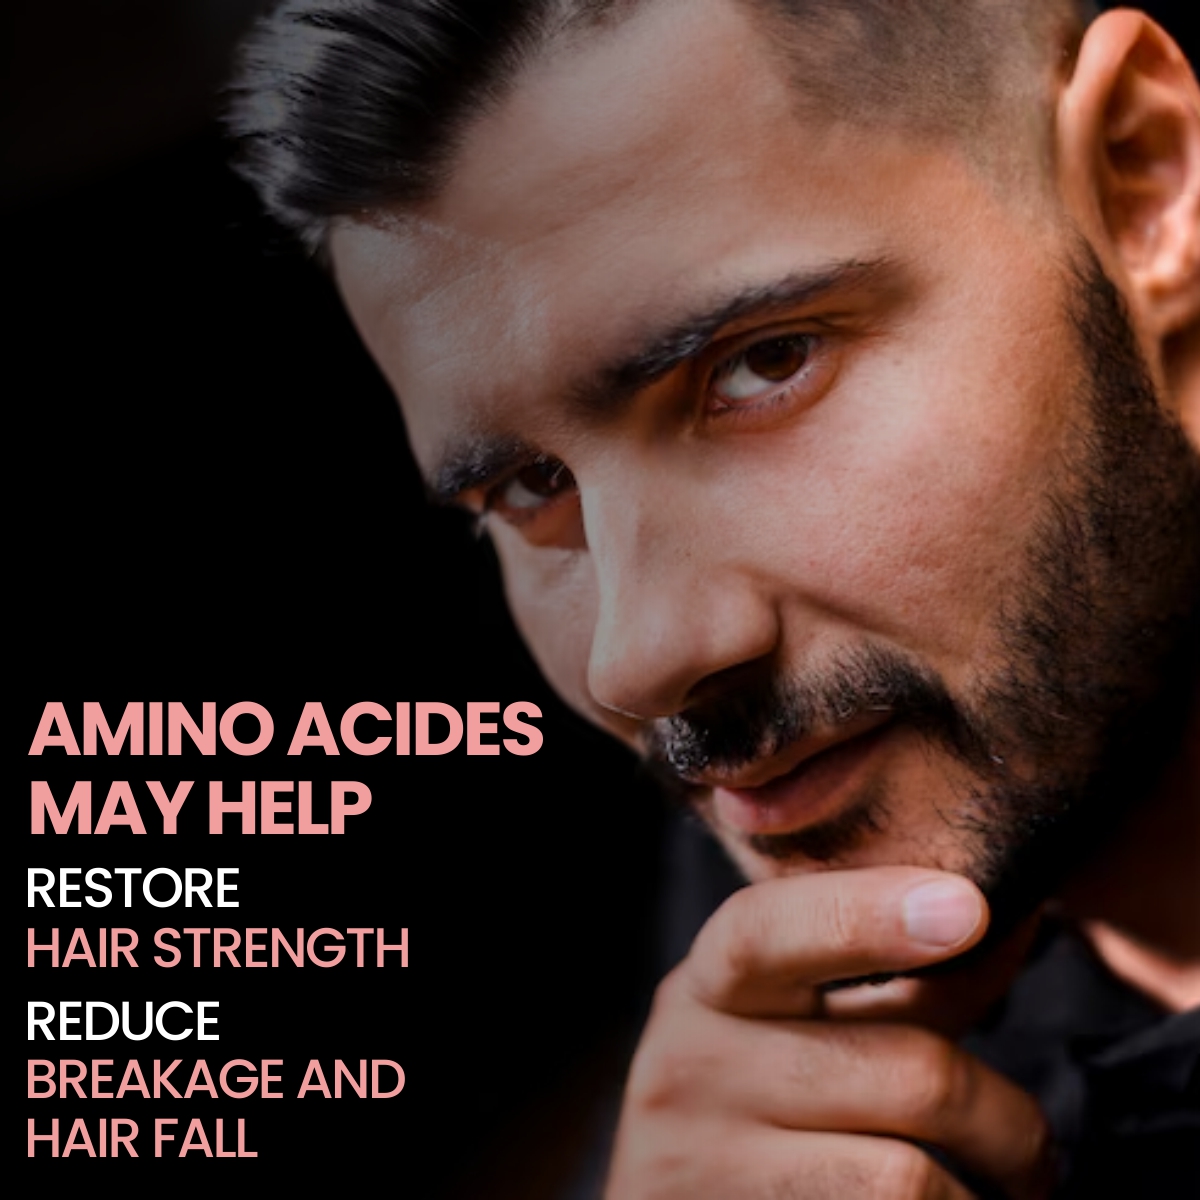 AMINO ACIDES
MAY HELP
RESTORE
HAIR STRENGTH
REDUCE
BREAKAGE AND
HAIR FALL